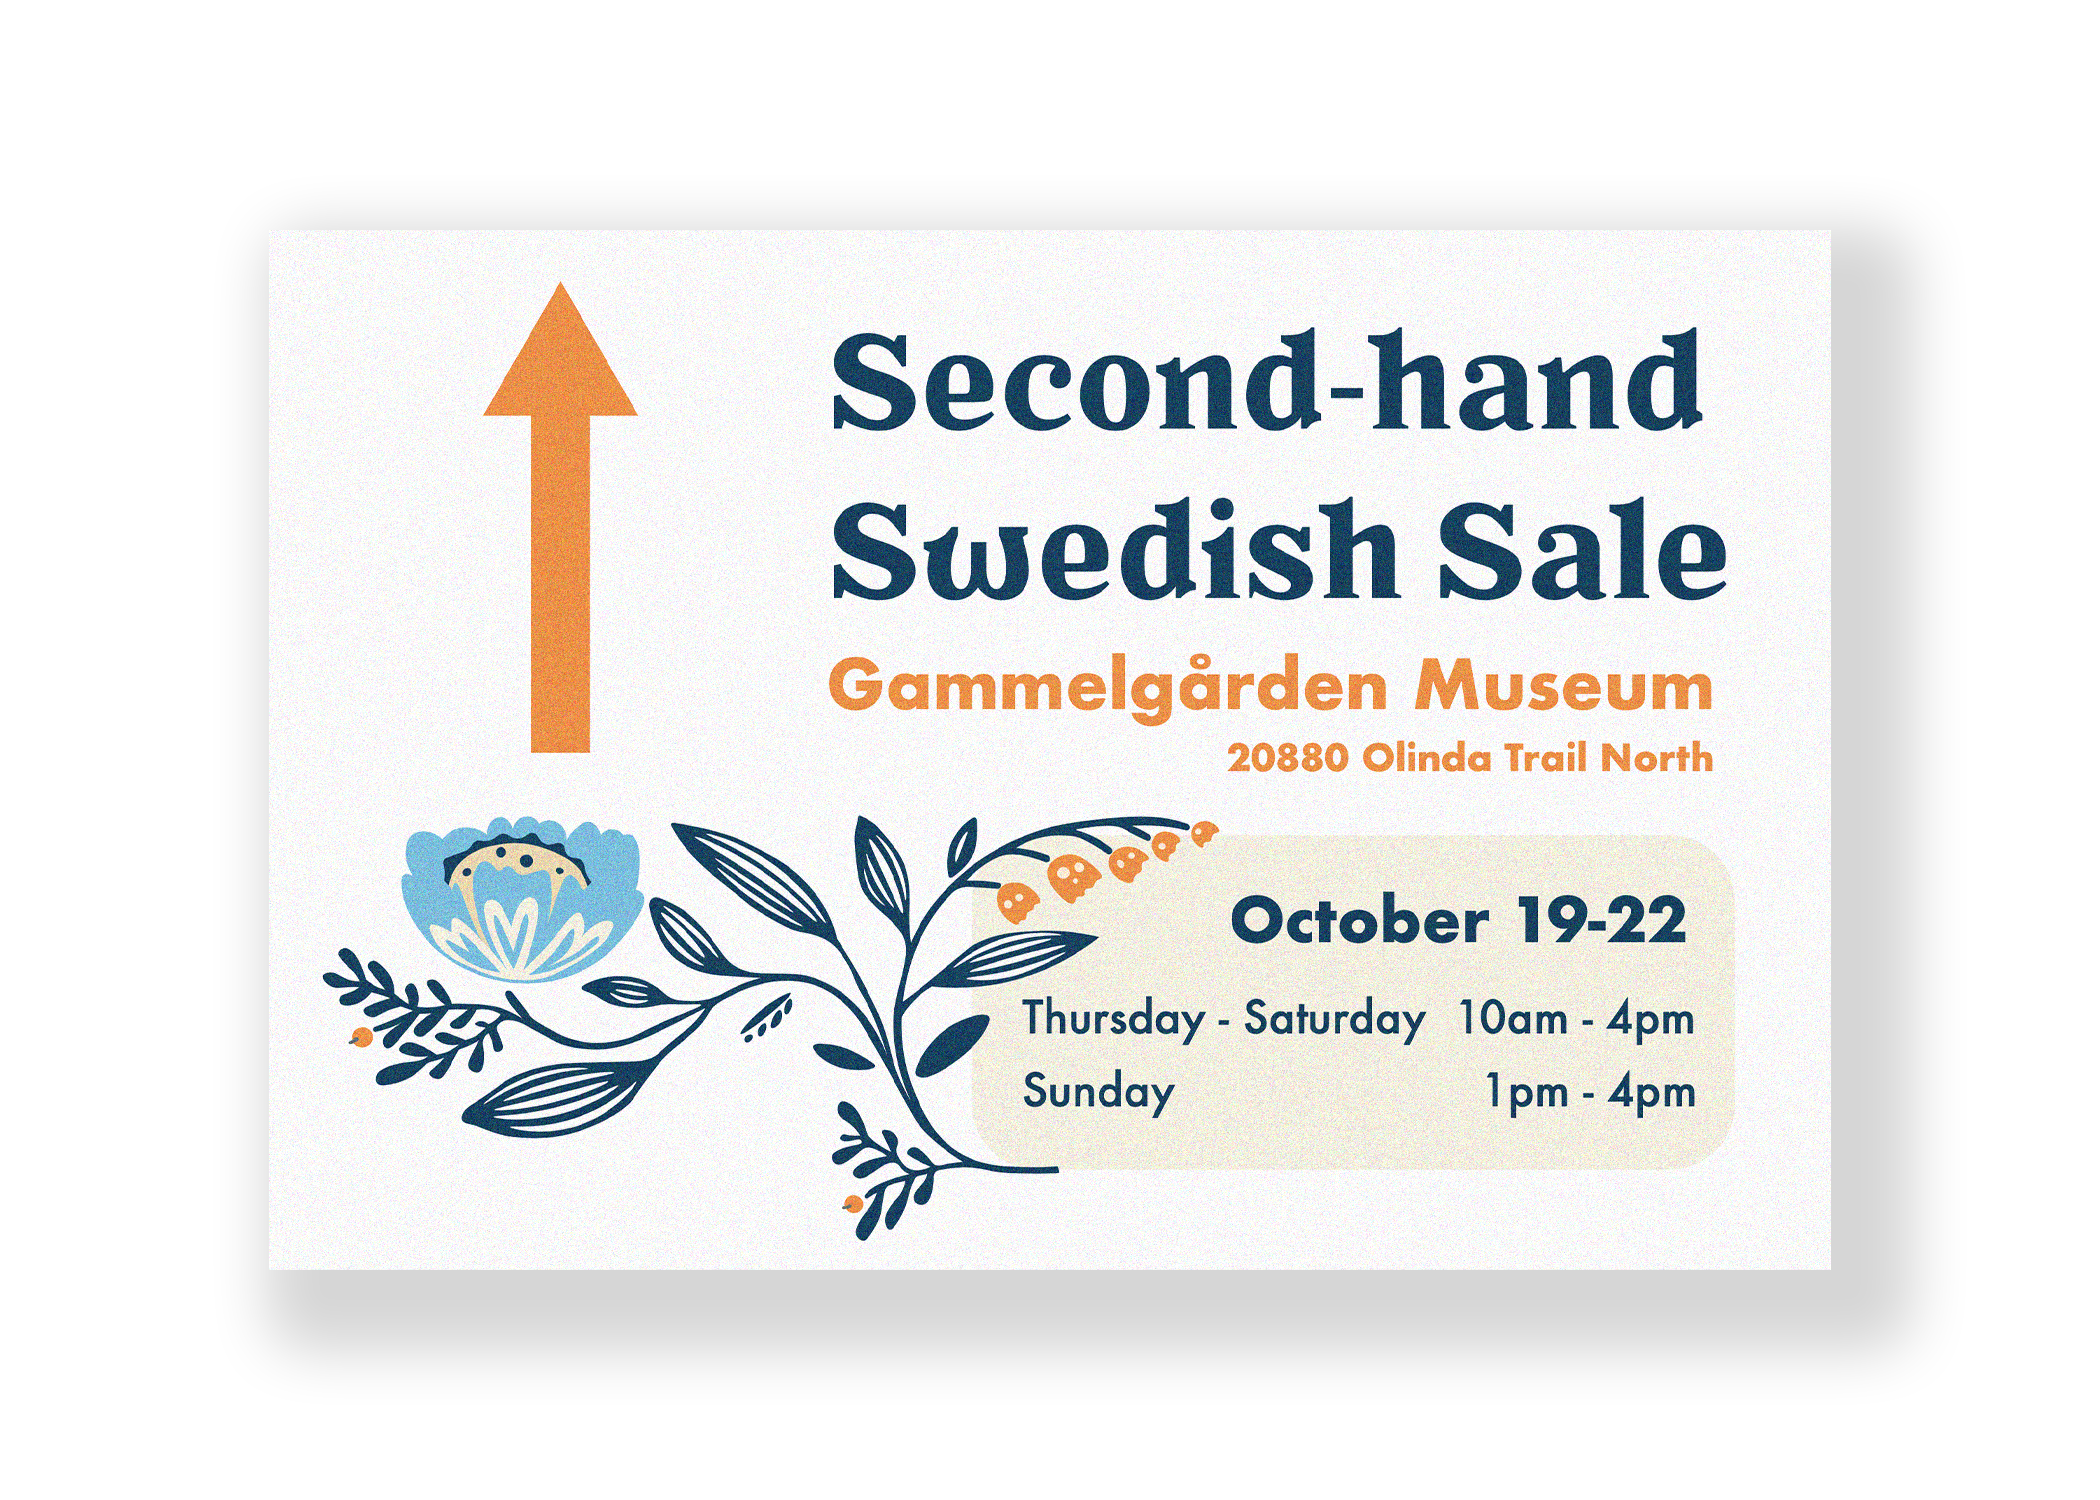 Second-hand
Swedish Sale
Gammelgården Museum
20880 Olinda Trail North
October 19-22
Thursday - Saturday 10am - 4pm
Sunday 1pm - 4pm